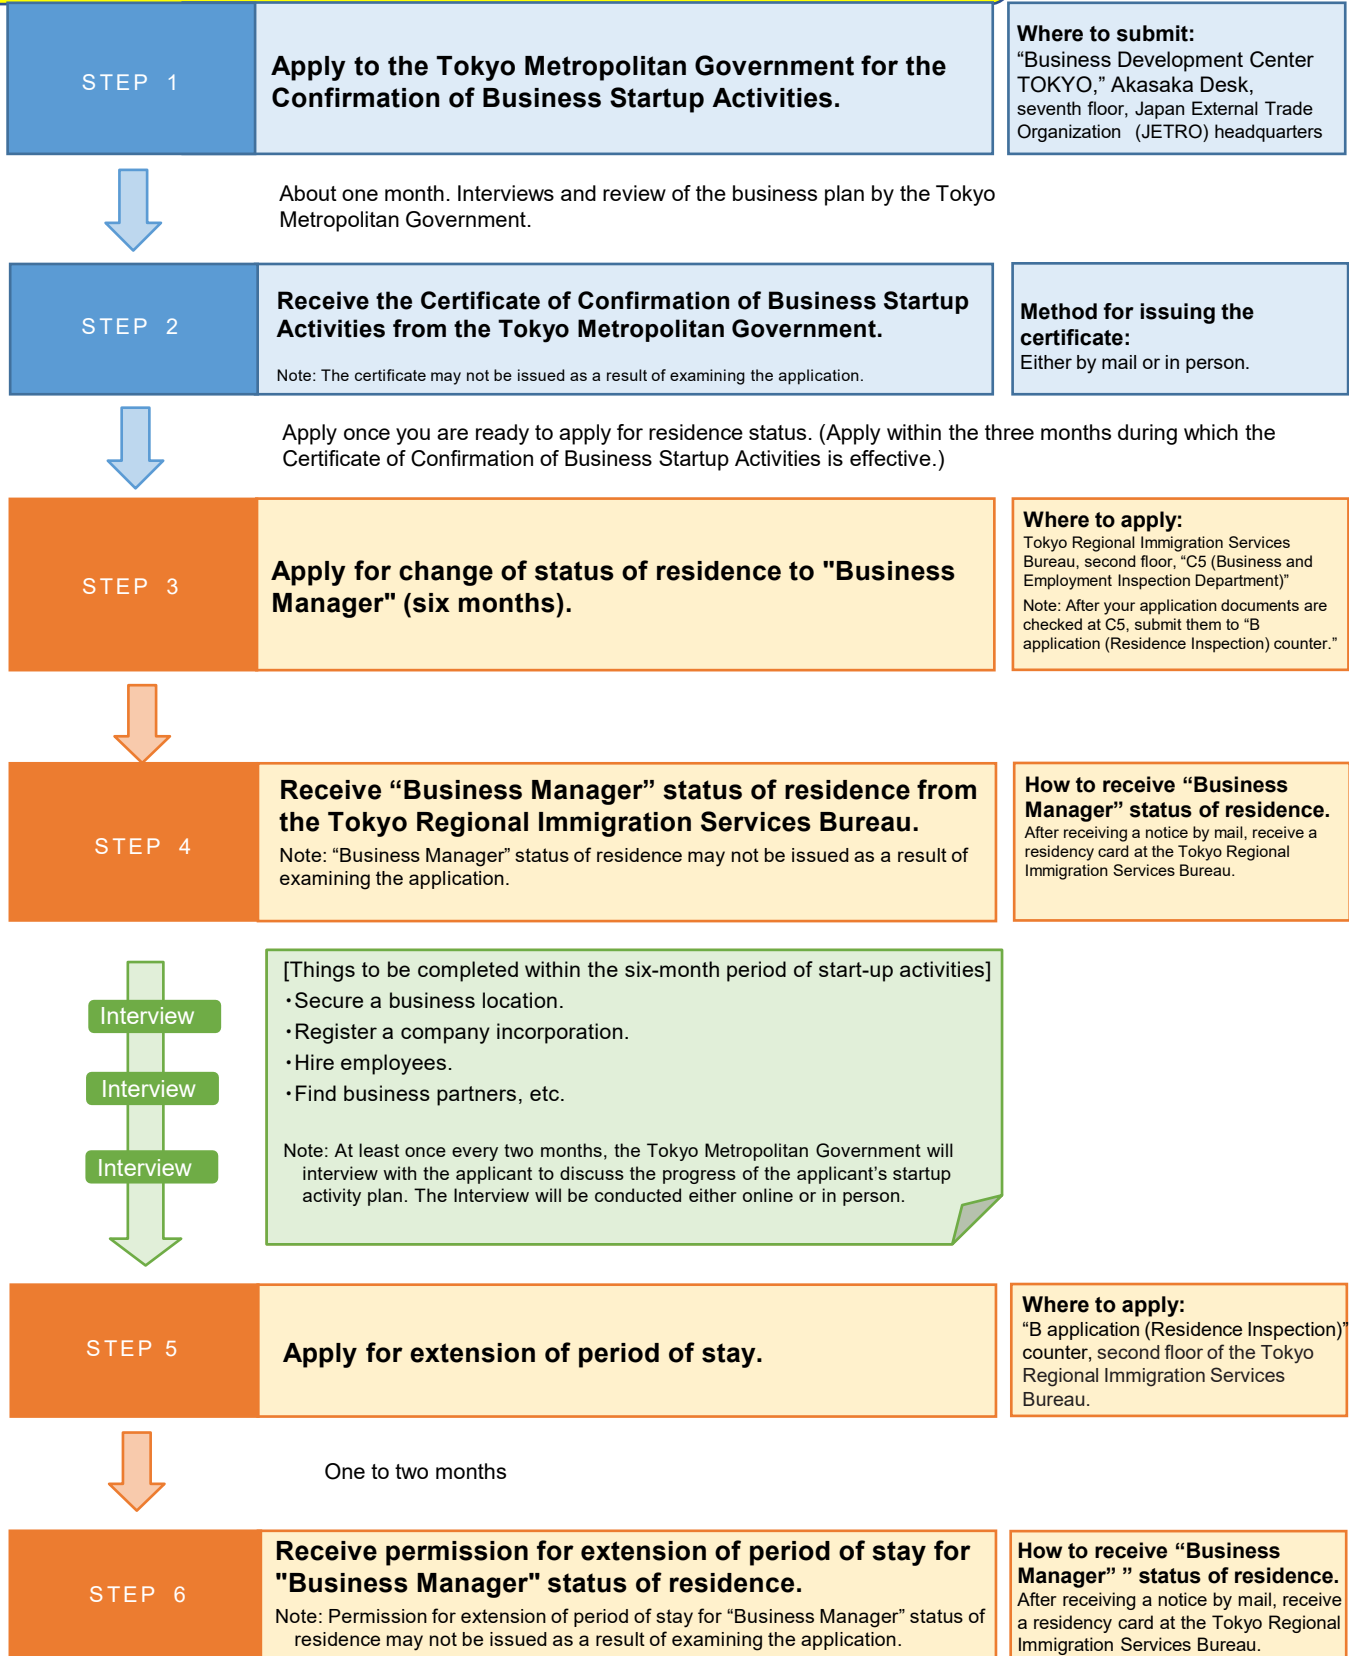 STEP 1
Apply to the Tokyo Metropolitan Government for the
Confirmation of Business Startup Activities.
Where to submit:
“Business Development Center
TOKYO,” Akasaka Desk,
seventh floor, Japan External Trade
Organization (JETRO) headquarters
About one month. Interviews and review of the business plan by the Tokyo
Metropolitan Government.
STEP 2
Receive the Certificate of Confirmation of Business Startup
Activities from the Tokyo Metropolitan Government.
Note: The certificate may not be issued as a result of examining the application.
Method for issuing the
certificate:
Either by mail or in person.
Apply once you are ready to apply for residence status. (Apply within the three months during which the
Certificate of Confirmation of Business Startup Activities is effective.)
STEP 3
Apply for change of status of residence to "Business
Manager" (six months).
Where to apply:
Tokyo Regional Immigration Services
Bureau, second floor, “C5 (Business and
Employment Inspection Department)”
Note: After your application documents are
checked at C5, submit them to “B
application (Residence Inspection) counter.”
STEP 4
Receive “Business Manager” status of residence from
the Tokyo Regional Immigration Services Bureau.
Note: “Business Manager” status of residence may not be issued as a result of
examining the application.
How to receive “Business
Manager” status of residence.
After receiving a notice by mail, receive a
residency card at the Tokyo Regional
Immigration Services Bureau.
Interview
Interview
Interview
[Things to be completed within the six-month period of start-up activities]
・Secure a business location.
・Register a company incorporation.
・Hire employees.
・Find business partners, etc.
Note: At least once every two months, the Tokyo Metropolitan Government will
interview with the applicant to discuss the progress of the applicant’s startup
activity plan. The Interview will be conducted either online or in person.
STEP 5
Apply for extension of period of stay.
Where to apply:
“B application (Residence Inspection)”
counter, second floor of the Tokyo
Regional Immigration Services
Bureau.
One to two months
STEP 6
Receive permission for extension of period of stay for
"Business Manager" status of residence.
Note: Permission for extension of period of stay for “Business Manager” status of
residence may not be issued as a result of examining the application.
How to receive “Business
Manager” ” status of residence.
After receiving a notice by mail, receive
a residency card at the Tokyo Regional
Immigration Services Bureau.